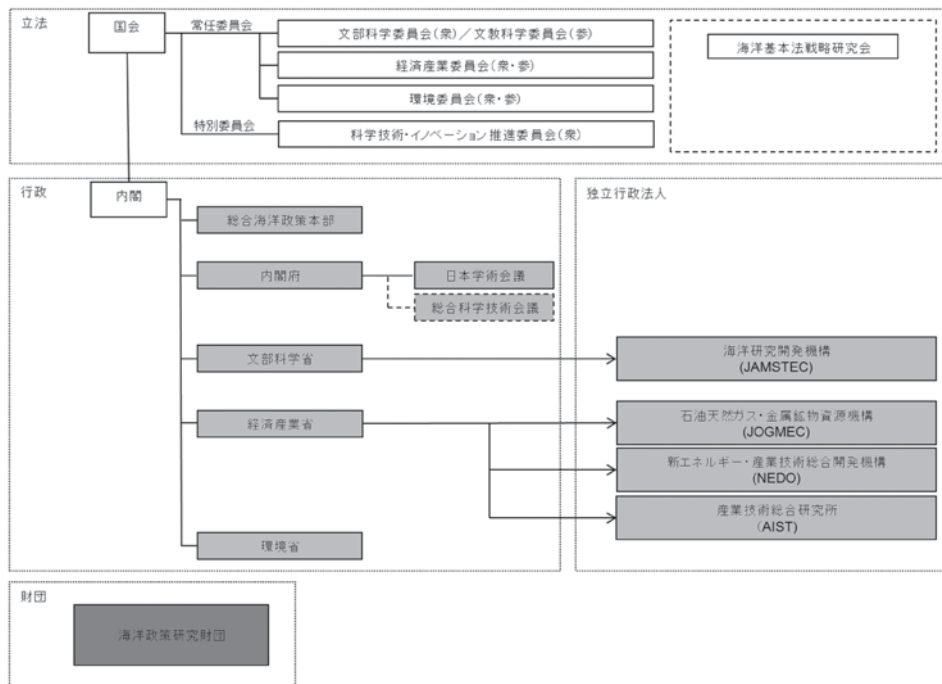 立法
国会
常任委員会
文部科学委員会(衆)／文教科学委員会(参)
経済産業委員会(衆・参)
環境委員会(衆・参)
特別委員会
科学技術・イノベーション推進委員会(衆)
海洋基本法戦略研究会
行政
内閣
総合海洋政策本部
内閣府
日本学術会議
総合科学技術会議
文部科学省
経済産業省
環境省
独立行政法人
海洋研究開発機構
(JAMSTEC)
石油天然ガス・金属鉱物資源機構
(JOGMEC)
新エネルギー・産業技術総合開発機構
(NEDO)
産業技術総合研究所
(AIST)
財団
海洋政策研究財団